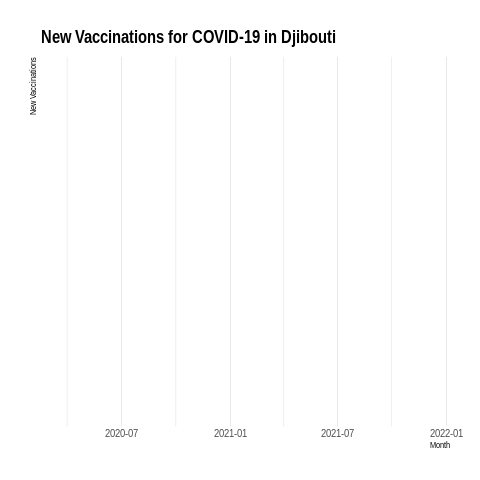 New Vaccinations for COVID-19 in Djibouti
New Vaccinations
2020-07 2021-01 2021-07 2022-01
Month